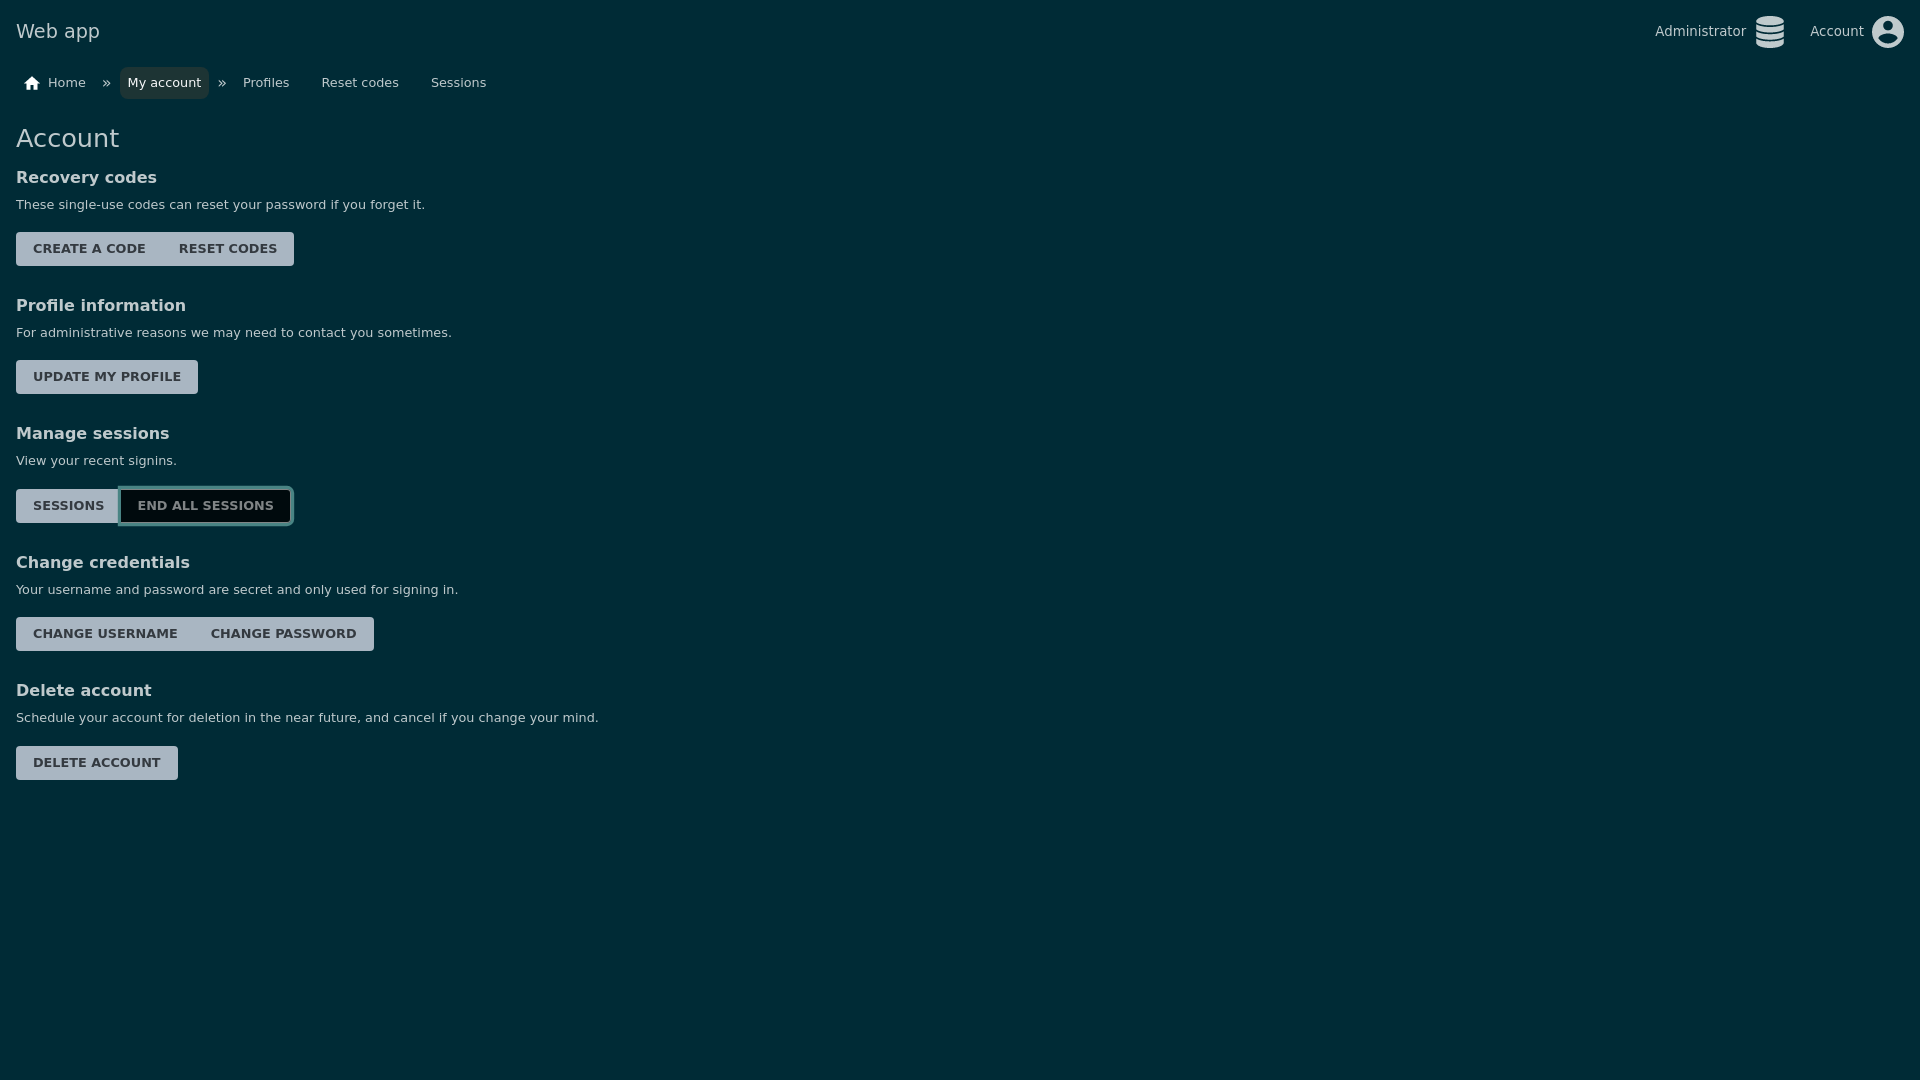 Web app
Administrator
Account
Home » My account » Profiles Reset codes Sessions
Account
Recovery codes
These single-use codes can reset your password if you forget it.
CREATE A CODE RESET CODES
Profile information
For administrative reasons we may need to contact you sometimes.
UPDATE MY PROFILE
Manage sessions
View your recent signins.
SESSIONS END ALL SESSIONS
Change credentials
Your username and password are secret and only used for signing in.
CHANGE USERNAME CHANGE PASSWORD
Delete account
Schedule your account for deletion in the near future, and cancel if you change your mind.
DELETE ACCOUNT